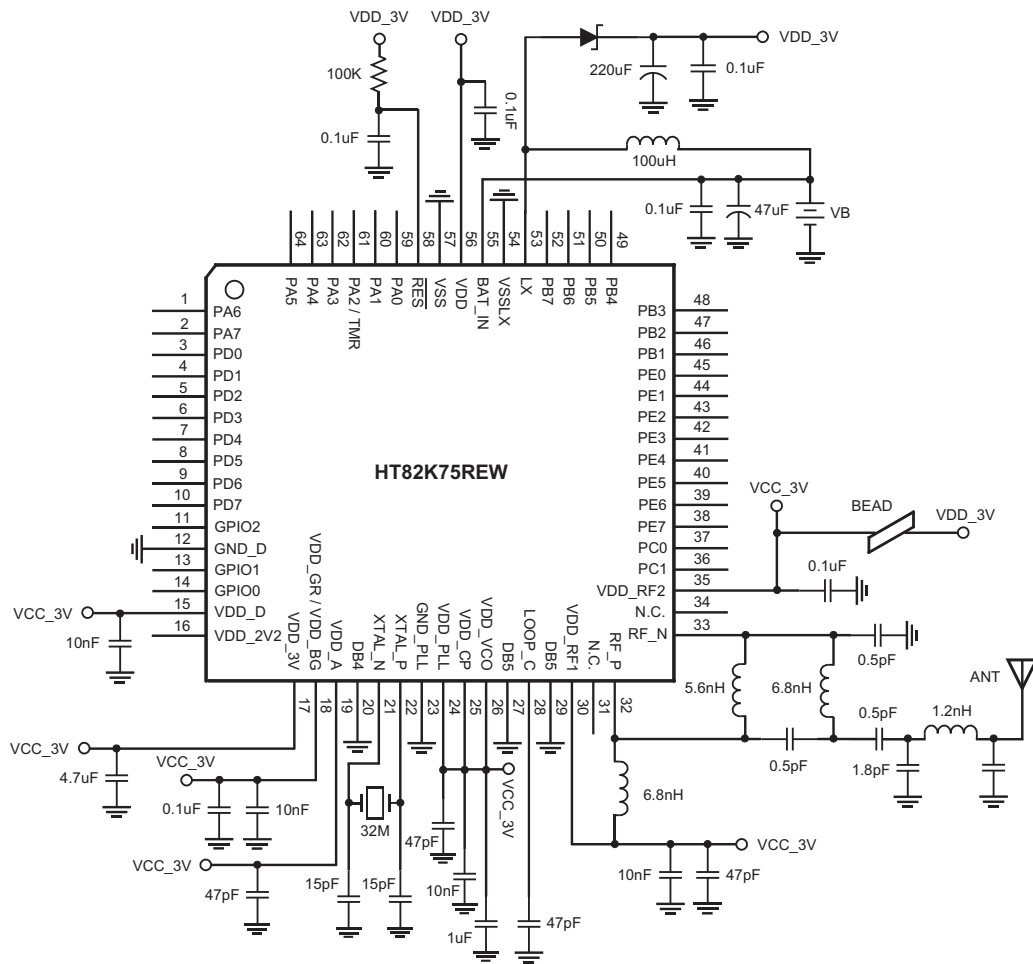 VDD_3V
VDD_3V
VDD_3V
100K
220uF
0.1uF
0.1uF
0.1uF
100uH
0.1uF
47uF
VB
64
63
62
61
60
59
58
57
56
55
54
53
52
51
50
49
PA5
PA4
PA3
PA2 / TMR
PA1
PA0
RES
VSS
VDD
BAT_IN
VSSLX
LX
PB7
PB6
PB5
PB4
1 PA6
2 PA7
3 PD0
4 PD1
5 PD2
6 PD3
7 PD4
8 PD5
9 PD6
10 PD7
11 GPIO2
12 GND_D
13 GPIO1
14 GPIO0
15 VDD_D
16 VDD_2V2
VCC_3V
10nF
HT82K75REW
PB3 48
PB2 47
PB1 46
PE0 45
PE1 44
PE2 43
PE3 42
PE4 41
PE5 40
PE6 39
PE7 38
PC0 37
PC1 36
VDD_RF2 35
N.C. 34
RF_N 33
VCC_3V
BEAD
VDD_3V
0.1uF
VDD_3V
VDD_GR / VDD_BG
VDD_A
DB4
XTAL_N
XTAL_P
GND_PLL
VDD_PLL
VDD_CP
VDD_VCO
DB5
LOOP_C
DB5
VDD_RF1
N.C.
RF_P
17
18
19
20
21
22
23
24
25
26
27
28
29
30
31
32
0.5pF
5.6nH
6.8nH
ANT
0.5pF
1.2nH
0.5pF
1.8pF
6.8nH
VCC_3V
4.7uF
VCC_3V
0.1uF
10nF
VCC_3V
47pF
32M
15pF
15pF
VCC_3V
47pF
10nF
1uF
47pF
VCC_3V
10nF
47pF